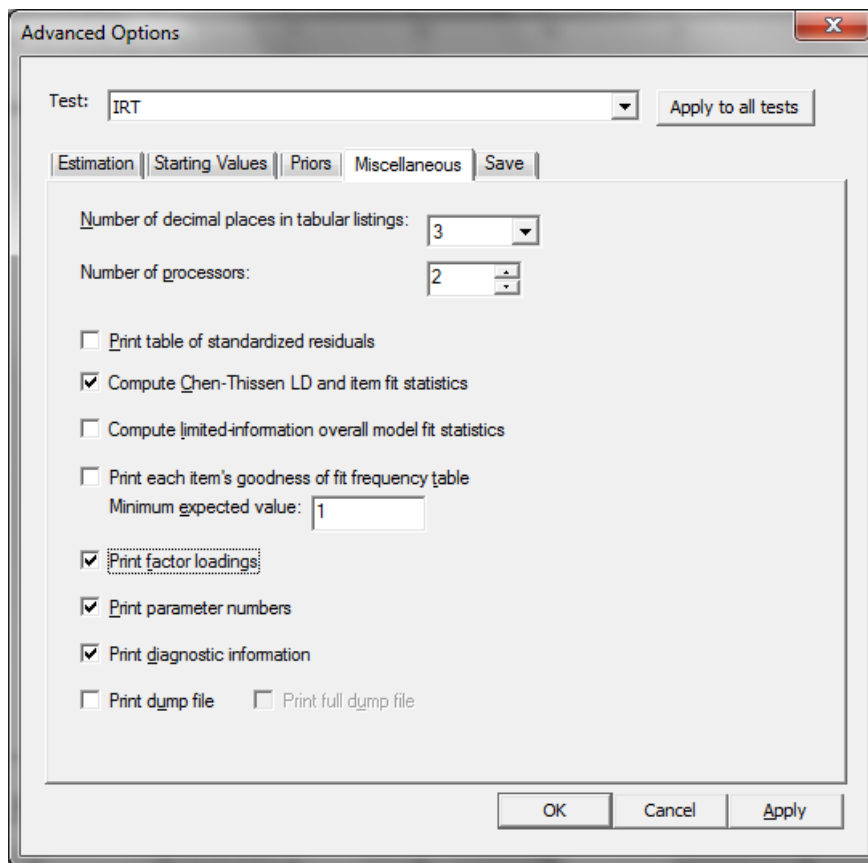 Advanced Options
Test: IRT Apply to all tests
Estimation Starting Values Priors Miscellaneous Save
Number of decimal places in tabular listings: 3
Number of processors: 2
Print table of standardized residuals
Compute Chen-Thissen LD and item fit statistics
Compute limited-information overall model fit statistics
Print each item's goodness of fit frequency table
Minimum expected value: 1
Print factor loadings
Print parameter numbers
Print diagnostic information
Print dump file Print full dump file
OK Cancel Apply